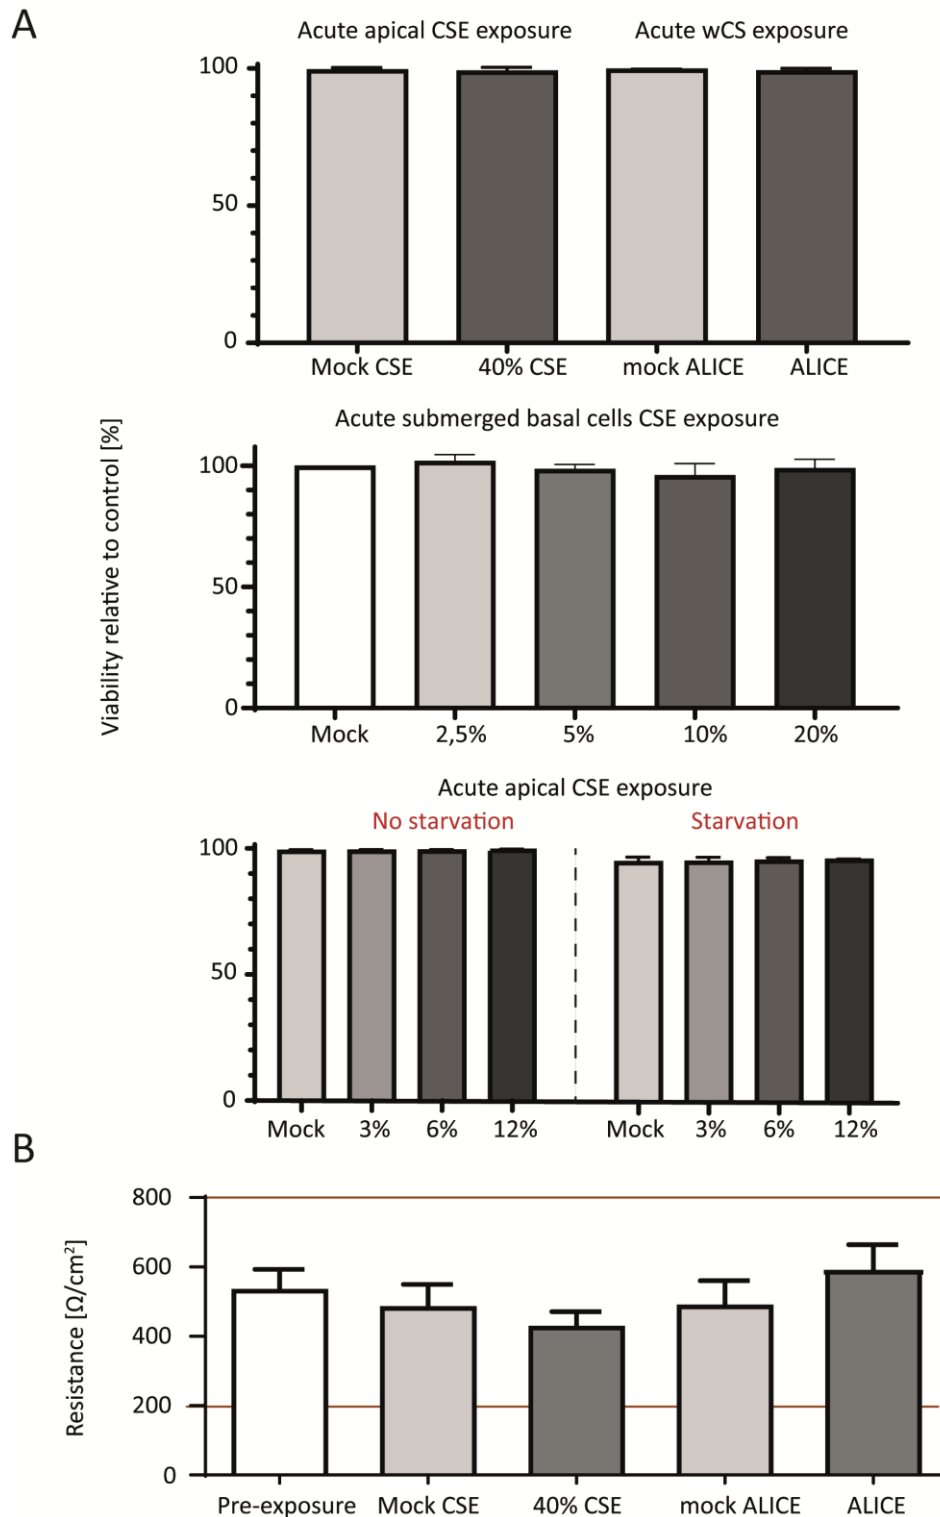 A
Acute apical CSE exposure Acute wCS exposure
100
50
0
Mock CSE 40% CSE mock ALICE ALICE
Viability relative to control [%]
Acute submerged basal cells CSE exposure
100
50
0
Mock 2,5% 5% 10% 20%
Acute apical CSE exposure
No starvation Starvation
100
50
0
Mock 3% 6% 12% Mock 3% 6% 12%
B
Resistance [Ω/cm²]
800
600
400
200
0
Pre-exposure Mock CSE 40% CSE mock ALICE ALICE